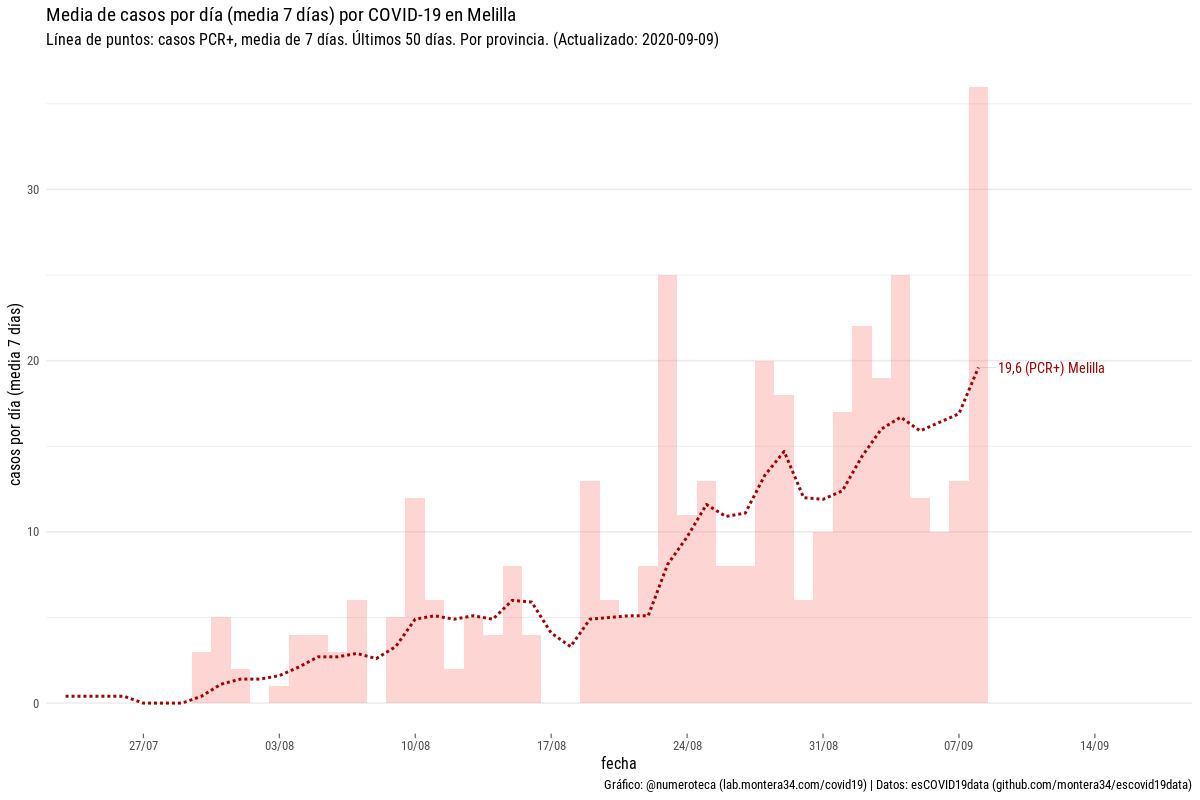 Media de casos por día (media 7 días) por COVID-19 en Melilla
Línea de puntos: casos PCR+, media de 7 días. Últimos 50 días. Por provincia. (Actualizado: 2020-09-09)
casos por día (media 7 días)
30
20
10
0
19,6 (PCR+) Melilla
27/07
03/08
10/08
17/08
24/08
31/08
07/09
14/09
fecha
Gráfico: @numeroteca (lab.montera34.com/covid19) | Datos: esCOVID19data (github.com/montera34/escovid19data)